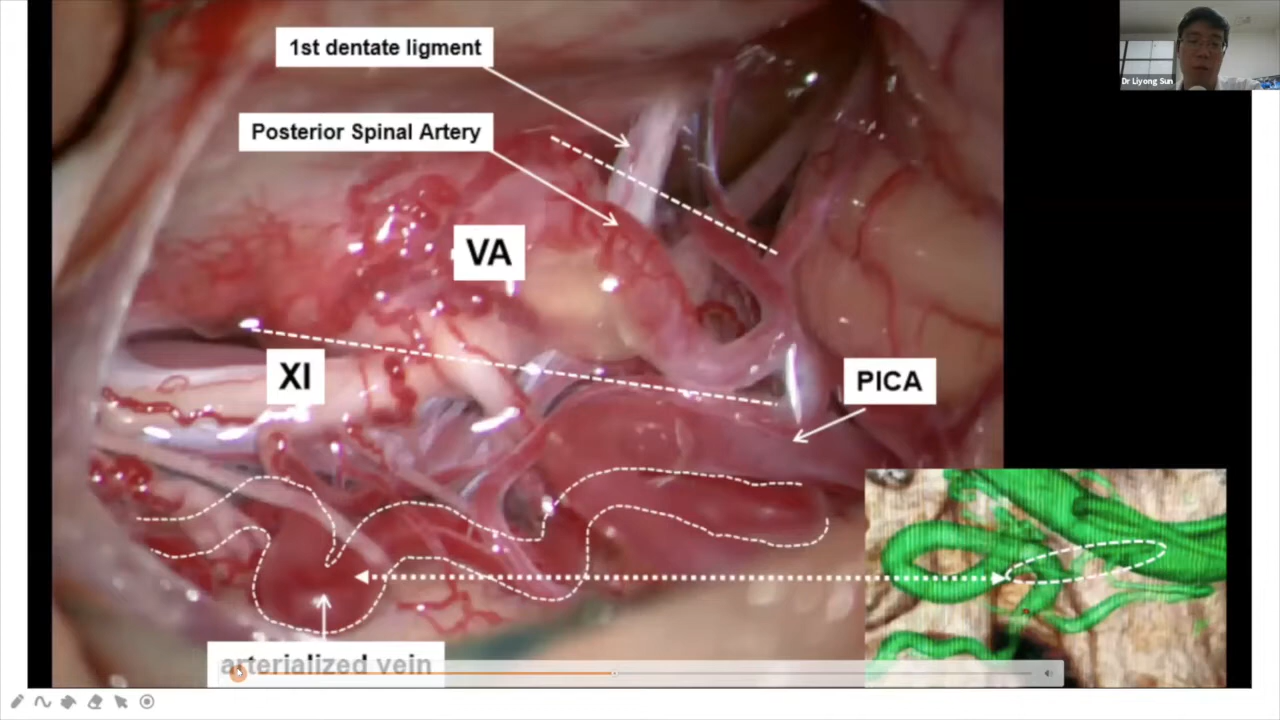 1st dentate ligment
Dr Liyong Sun
Posterior Spinal Artery
VA
XI
PICA
arterialized vein